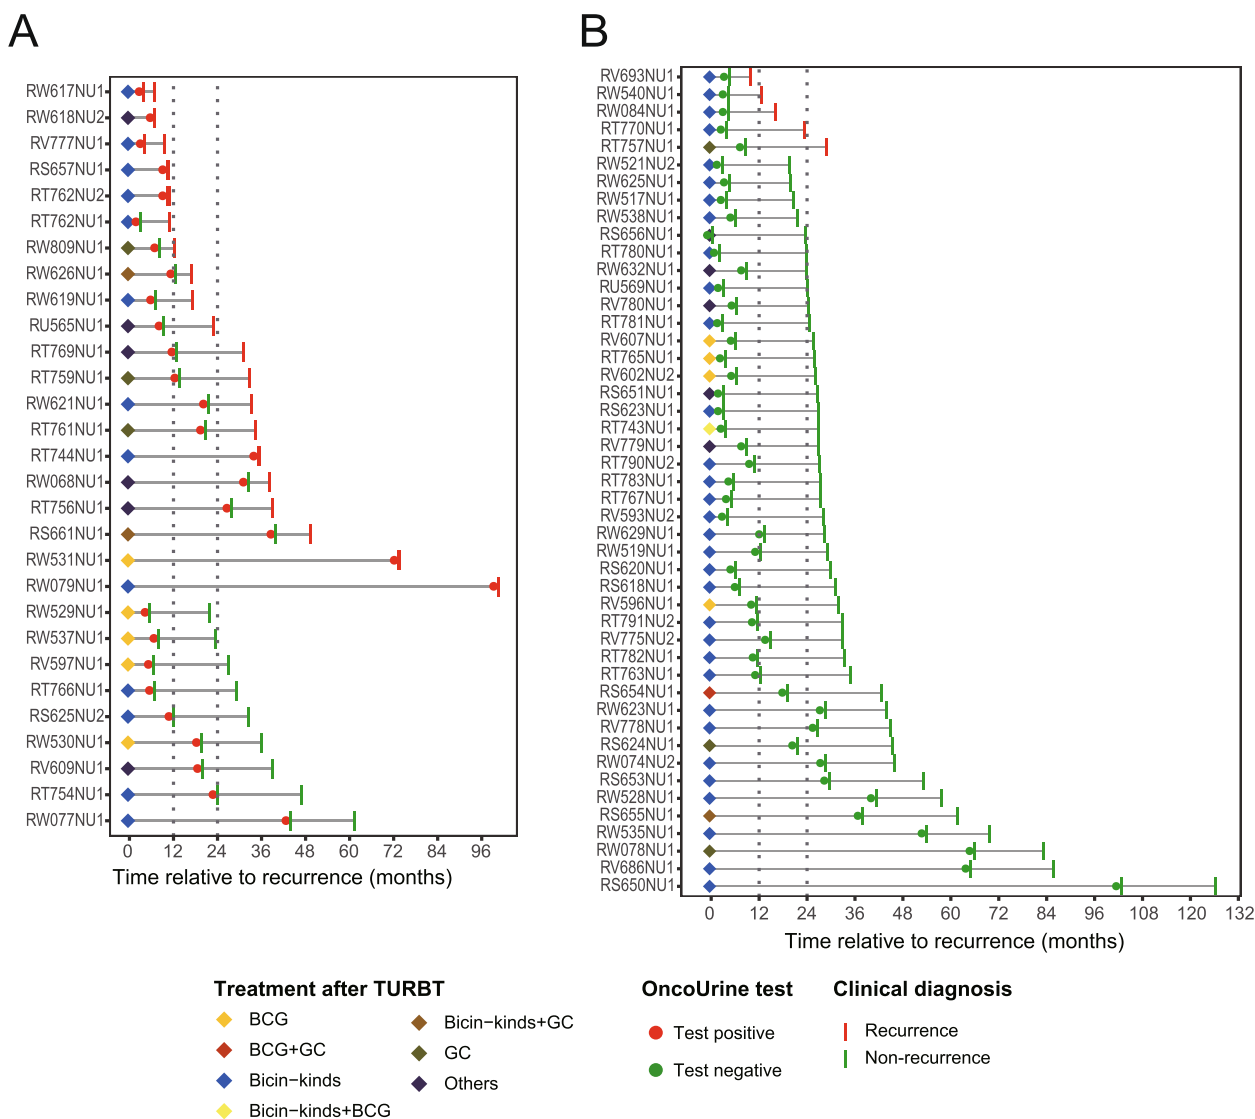 A
RW617NU1
RW618NU2
RV777NU1
RS657NU1
RT762NU2
RT762NU1
RW809NU1
RW626NU1
RW619NU1
RU565NU1
RT769NU1
RT759NU1
RW621NU1
RT761NU1
RT744NU1
RW068NU1
RT756NU1
RS661NU1
RW531NU1
RW079NU1
RW529NU1
RW537NU1
RV597NU1
RT766NU1
RS625NU2
RW530NU1
RV609NU1
RT754NU1
RW077NU1
0 12 24 36 48 60 72 84 96
Time relative to recurrence (months)
B
RV693NU1
RW540NU1
RW084NU1
RT770NU1
RT757NU1
RW521NU2
RW625NU1
RW517NU1
RW538NU1
RS656NU1
RT780NU1
RW632NU1
RU569NU1
RV780NU1
RT781NU1
RV607NU1
RT765NU1
RV602NU2
RS651NU1
RS623NU1
RT743NU1
RV779NU1
RT790NU2
RT783NU1
RT767NU1
RV593NU2
RW629NU1
RW519NU1
RS620NU1
RS618NU1
RV596NU1
RT791NU2
RV775NU2
RT782NU1
RT763NU1
RS654NU1
RW623NU1
RV778NU1
RS624NU1
RW074NU2
RS653NU1
RW528NU1
RS655NU1
RW535NU1
RW078NU1
RV686NU1
RS650NU1
0 12 24 36 48 60 72 84 96 108 120 132
Time relative to recurrence (months)
Treatment after TURBT
BCG
BCG+GC
Bicin−kinds
Bicin−kinds+BCG
Bicin−kinds+GC
GC
Others
OncoUrine test
Test positive
Test negative
Clinical diagnosis
Recurrence
Non-recurrence